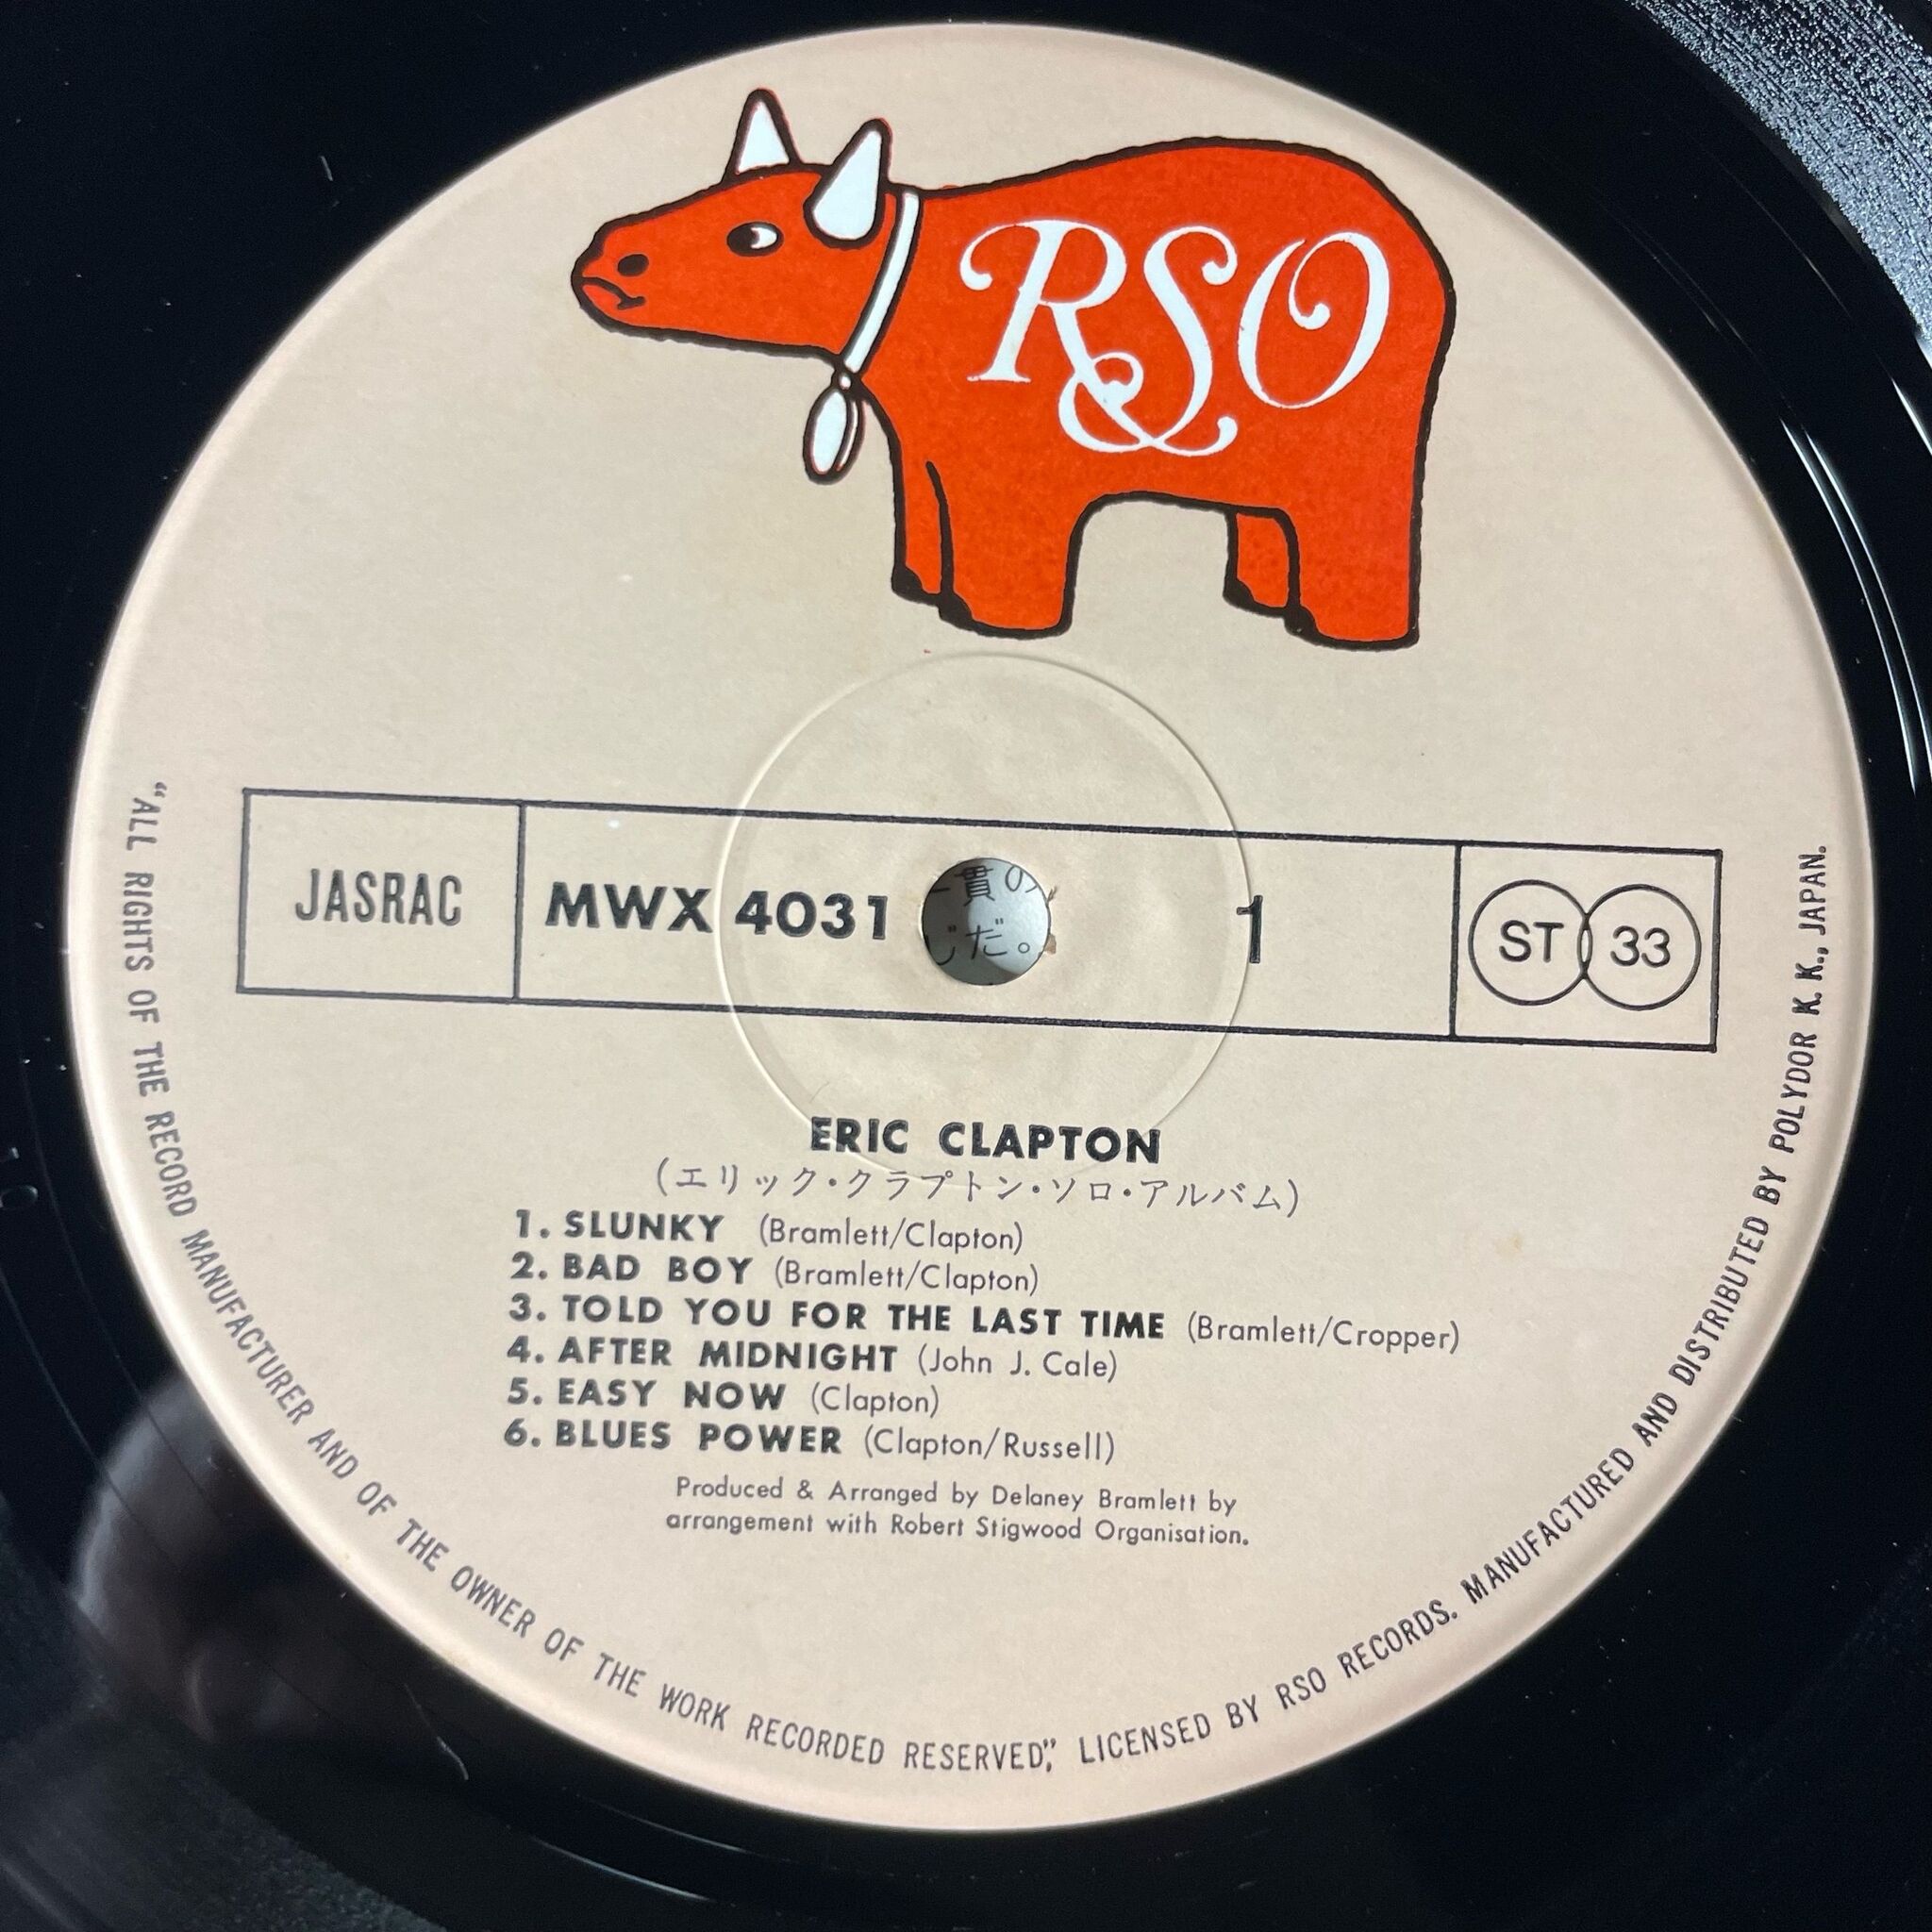 RSO
JASRAC
MWX 4031
貫の
だ。
1
ST 33
ERIC CLAPTON
(エリック・クラプトン・ソロ・アルバム)
1. SLUNKY (Bramlett/Clapton)
2. BAD BOY (Bramlett/Clapton)
3. TOLD YOU FOR THE LAST TIME (Bramlett/Cropper)
4. AFTER MIDNIGHT (John J. Cale)
5. EASY NOW (Clapton)
6. BLUES POWER (Clapton/Russell)
Produced & Arranged by Delaney Bramlett by
arrangement with Robert Stigwood Organisation.
“ALL RIGHTS OF THE RECORD MANUFACTURER AND OF THE OWNER OF THE WORK RECORDED RESERVED”, LICENSED BY RSO RECORDS. MANUFACTURED AND DISTRIBUTED BY POLYDOR K. K., JAPAN.